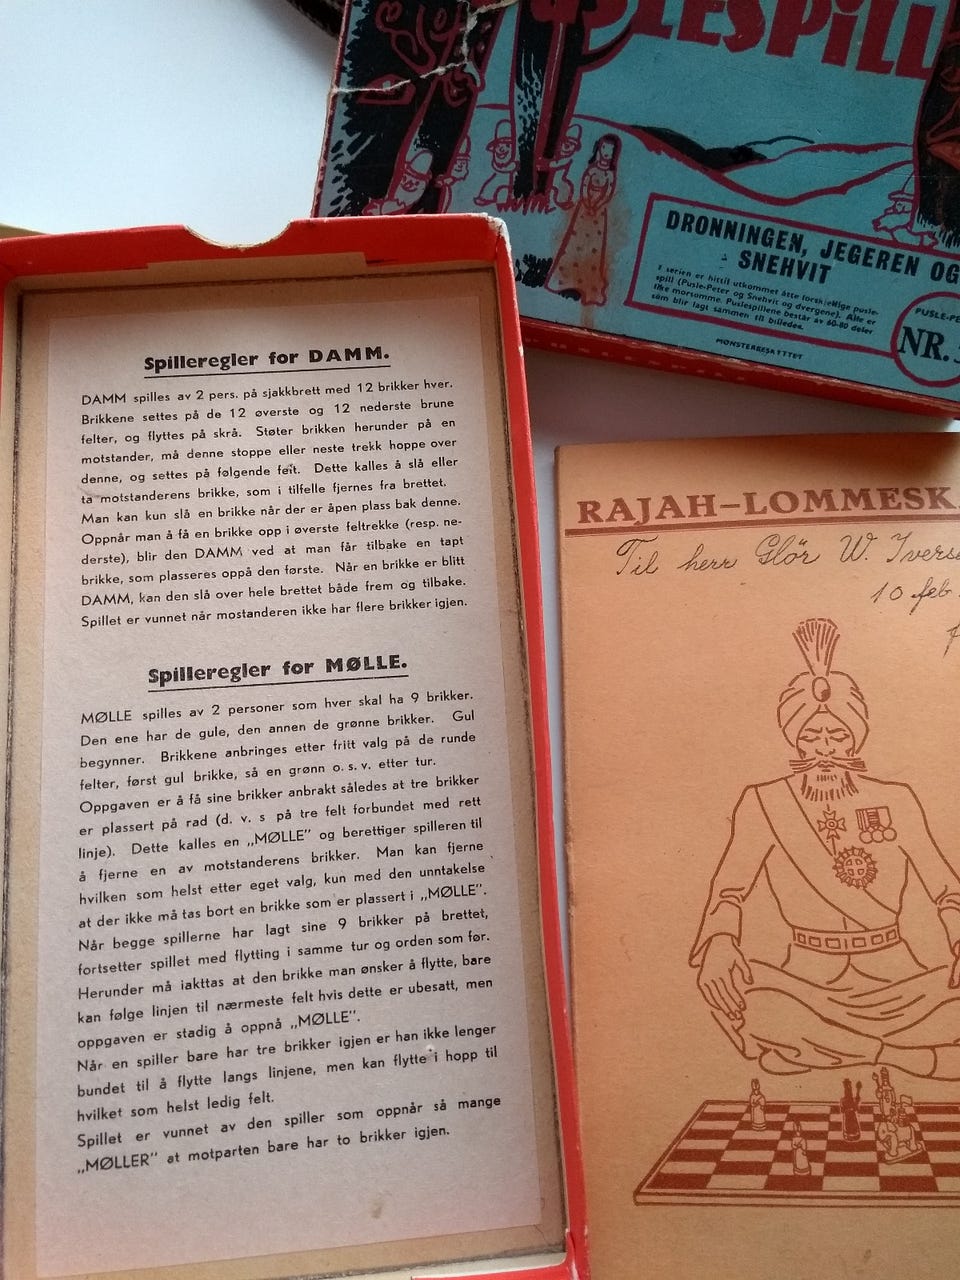 PUSLESPILL
DRONNINGEN, JEGEREN OG
SNEHVIT
I serien er hittil utkommet åtte forskjellige pusle-
spill (Pusle-Peter og Snehvit og dvergene). Alle er
like morsomme. Puslespillene består av 60-80 deler
som blir lagt sammen til billedet.
PUSLE-PE
NR.
MØNSTERBESKYTTET
Spilleregler for DAMM.
DAMM spilles av 2 pers. på sjakkbrett med 12 brikker hver.
Brikkene settes på de 12 øverste og 12 nederste brune
felter, og flyttes på skrå. Støter brikken herunder på en
motstander, må denne stoppe eller neste trekk hoppe over
denne, og settes på følgende felt. Dette kalles å slå eller
ta motstanderens brikke, som i tilfelle fjernes fra brettet.
Man kan kun slå en brikke når der er åpen plass bak denne.
Oppnår man å få en brikke opp i øverste feltrekke (resp. ne-
derste), blir den DAMM ved at man får tilbake en tapt
brikke, som plasseres oppå den første. Når en brikke er blitt
DAMM, kan den slå over hele brettet både frem og tilbake.
Spillet er vunnet når mostanderen ikke har flere brikker igjen.
Spilleregler for MØLLE.
MØLLE spilles av 2 personer som hver skal ha 9 brikker.
Den ene har de gule, den annen de grønne brikker. Gul
begynner. Brikkene anbringes etter fritt valg på de runde
felter, først gul brikke, så en grønn o. s. v. etter tur.
Oppgaven er å få sine brikker anbrakt således at tre brikker
er plassert på rad (d. v. s på tre felt forbundet med rett
linje). Dette kalles en „MØLLE" og berettiger spilleren til
å fjerne en av motstanderens brikker. Man kan fjerne
hvilken som helst etter eget valg, kun med den unntakelse
at der ikke må tas bort en brikke som er plassert i „MØLLE".
Når begge spillerne har lagt sine 9 brikker på brettet,
fortsetter spillet med flytting i samme tur og orden som før.
Herunder må iakttas at den brikke man ønsker å flytte, bare
kan følge linjen til nærmeste felt hvis dette er ubesatt, men
oppgaven er stadig å oppnå „MØLLE".
Når en spiller bare har tre brikker igjen er han ikke lenger
bundet til å flytte langs linjene, men kan flytte i hopp til
hvilket som helst ledig felt.
Spillet er vunnet av den spiller som oppnår så mange
„MØLLER" at motparten bare har to brikker igjen.
RAJAH-LOMMESK
Til herr Glör W. Iverse
10 feb.